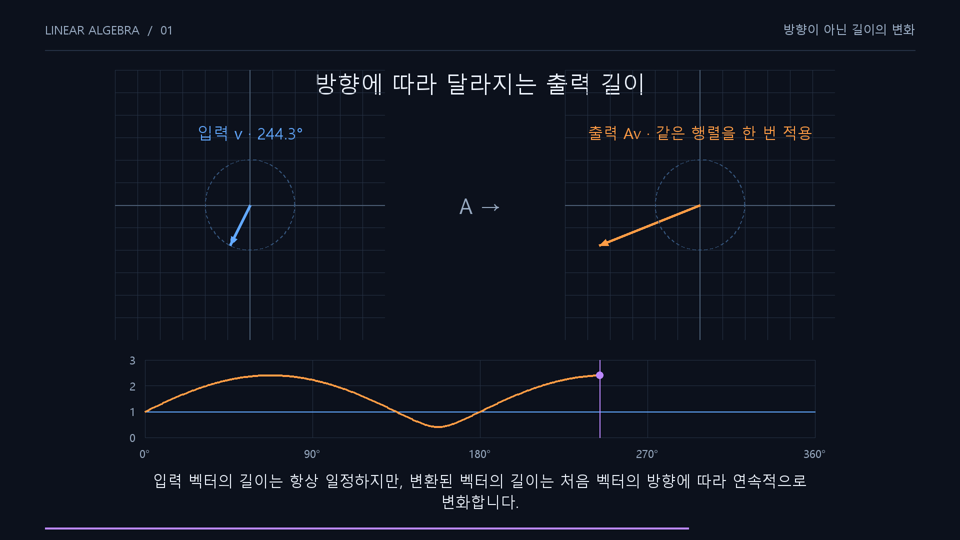 LINEAR ALGEBRA / 01
방향이 아닌 길이의 변화
방향에 따라 달라지는 출력 길이
입력 v · 244.3°
출력 Av · 같은 행렬을 한 번 적용
A →
3
2
1
0
0°
90°
180°
270°
360°
입력 벡터의 길이는 항상 일정하지만, 변환된 벡터의 길이는 처음 벡터의 방향에 따라 연속적으로
변화합니다.